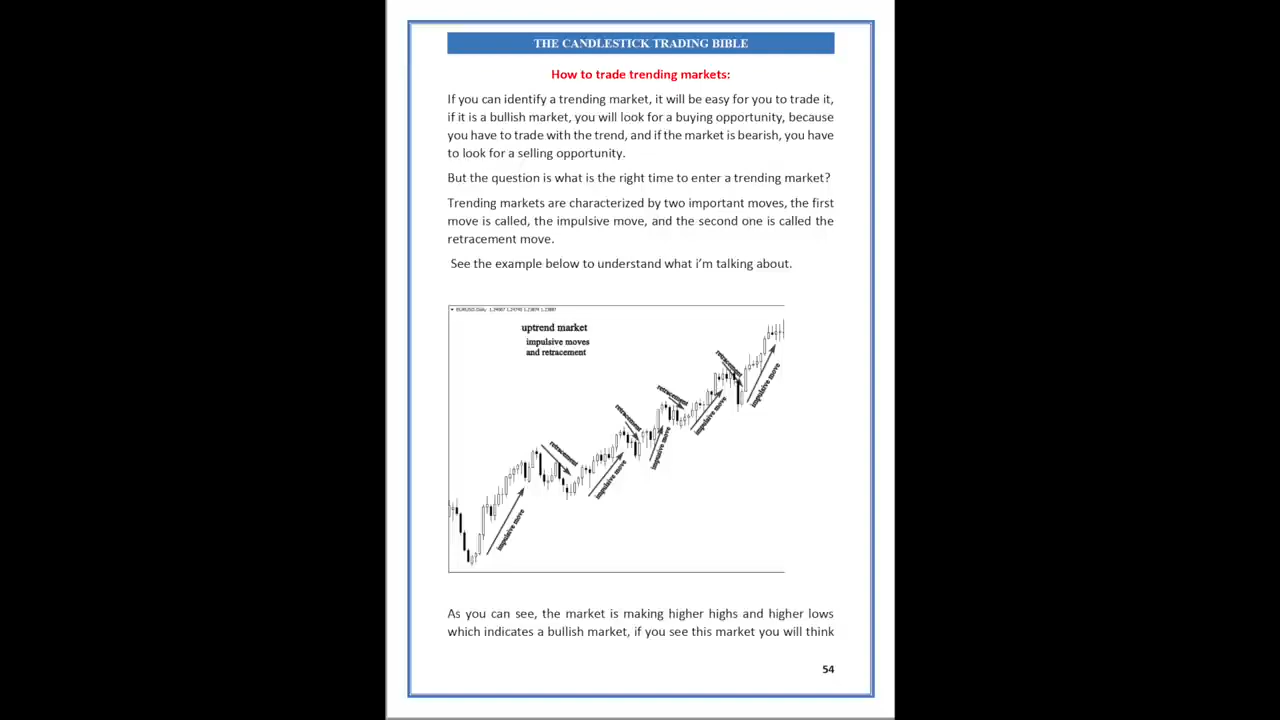 THE CANDLESTICK TRADING BIBLE
How to trade trending markets:
If you can identify a trending market, it will be easy for you to trade it,
if it is a bullish market, you will look for a buying opportunity, because
you have to trade with the trend, and if the market is bearish, you have
to look for a selling opportunity.
But the question is what is the right time to enter a trending market?
Trending markets are characterized by two important moves, the first
move is called, the impulsive move, and the second one is called the
retracement move.
See the example below to understand what i'm talking about.
uptrend market
impulsive moves
and retracement
impulsive move
retracement
impulsive move
retracement
impulsive move
retracement
impulsive move
retracement
impulsive move
As you can see, the market is making higher highs and higher lows
which indicates a bullish market, if you see this market you will think
54